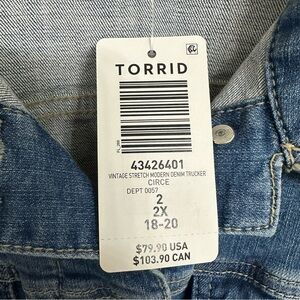 TORRID
43426401
VINTAGE STRETCH MODERN DENIM TRUCKER
CIRCE
DEPT 0057
2
2X
18-20
$79.90 USA
$103.90 CAN